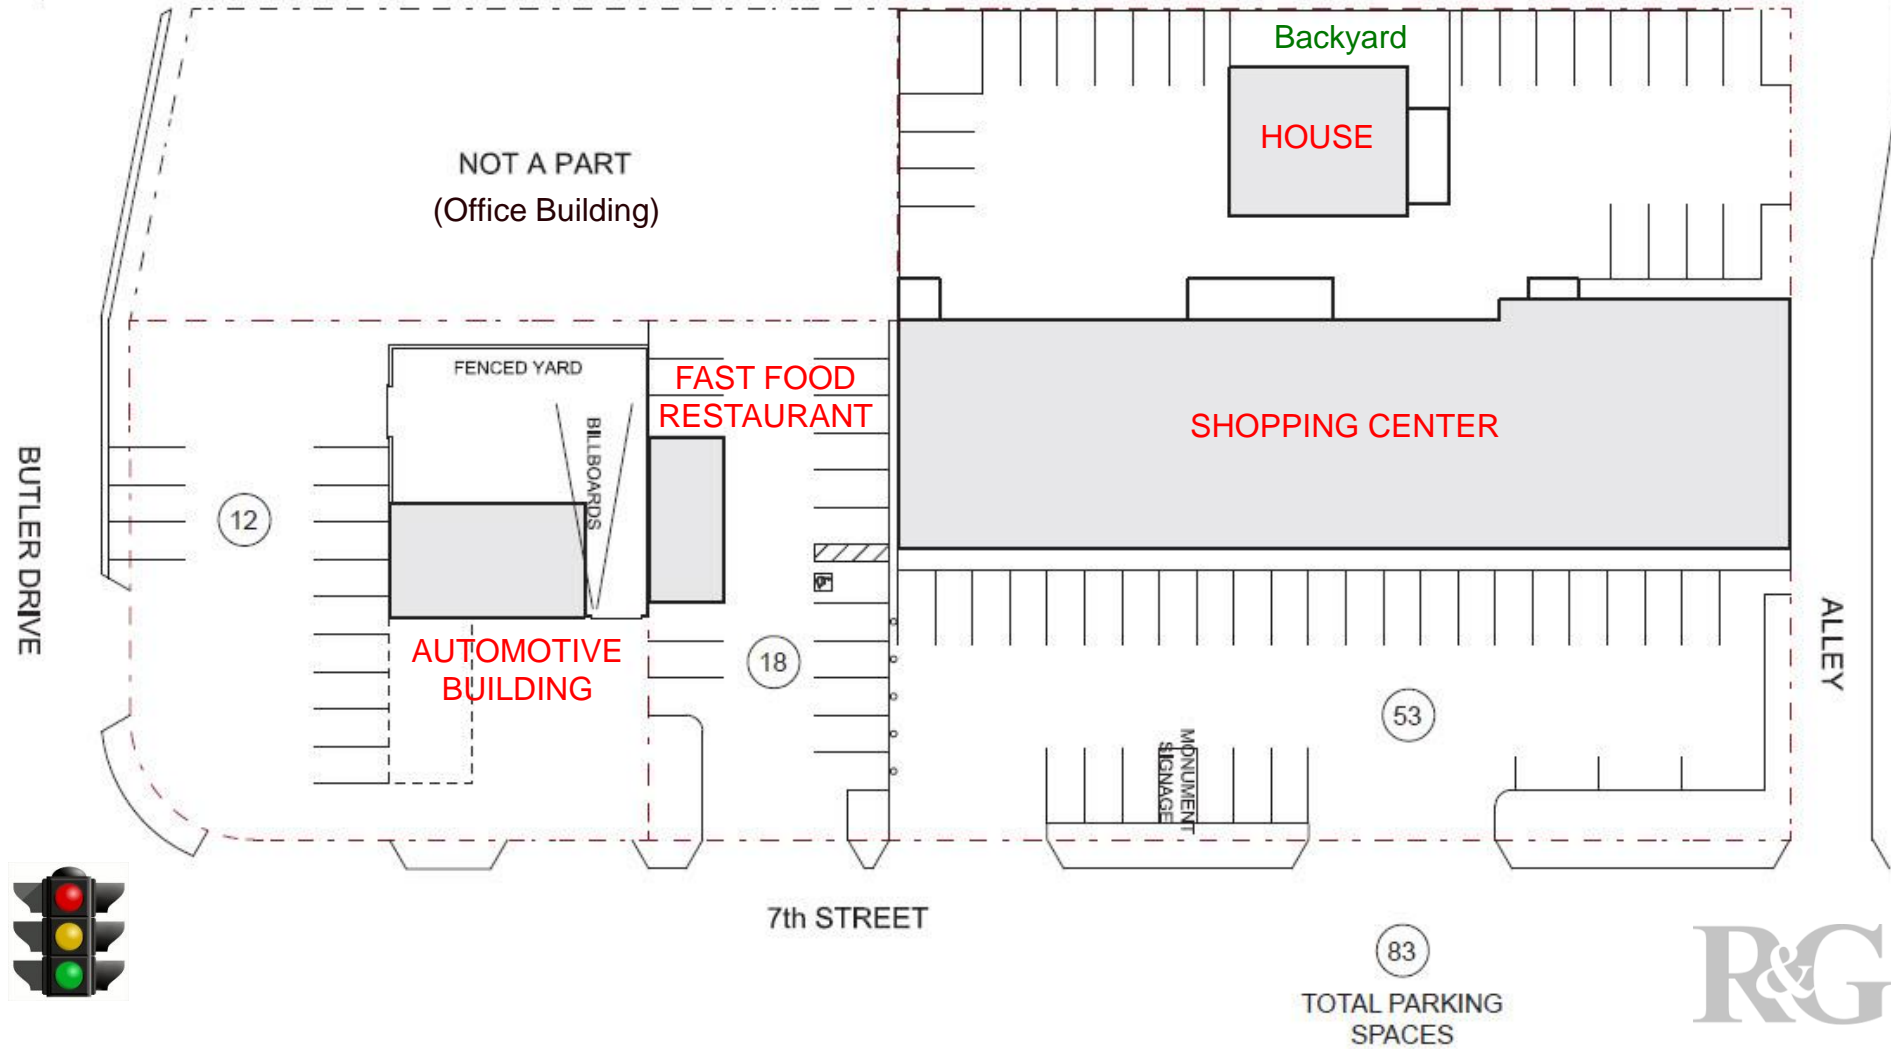 Backyard
HOUSE
NOT A PART
(Office Building)
FENCED YARD
FAST FOOD
RESTAURANT
BILLBOARDS
SHOPPING CENTER
BUTLER DRIVE
12
AUTOMOTIVE
BUILDING
18
ALLEY
53
MONUMENT
SIGNAGE
7th STREET
83
TOTAL PARKING
SPACES
R&G